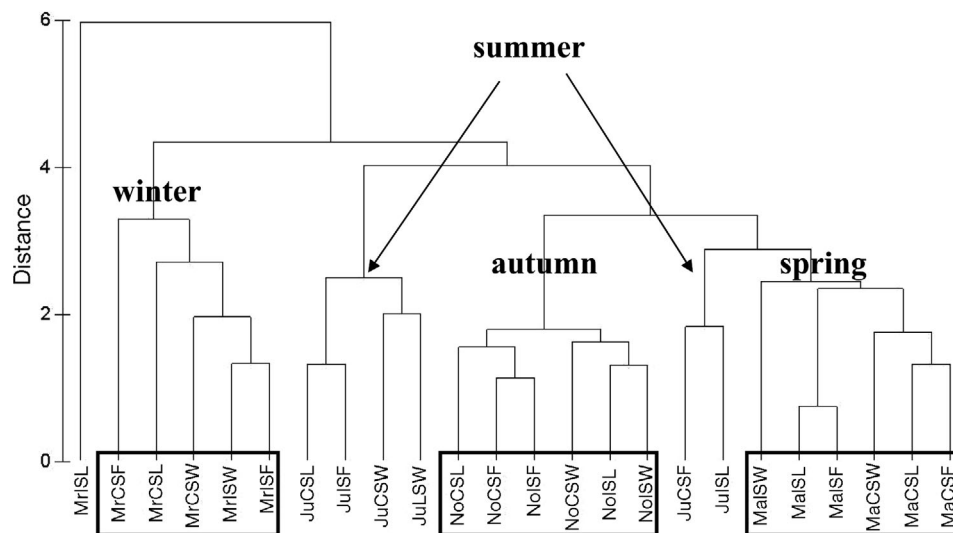 6
summer
4
winter
Distance
autumn
spring
2
0
MrISL
MrCSF
MrCSL
MrCSW
MrISW
MrISF
JuCSL
JuISF
JuCSW
JuLSW
NoCSL
NoCSF
NoISF
NoCSW
NoISL
NoISW
JuCSF
JuISL
MaISW
MaISL
MaISF
MaCSW
MaCSL
MaCSF